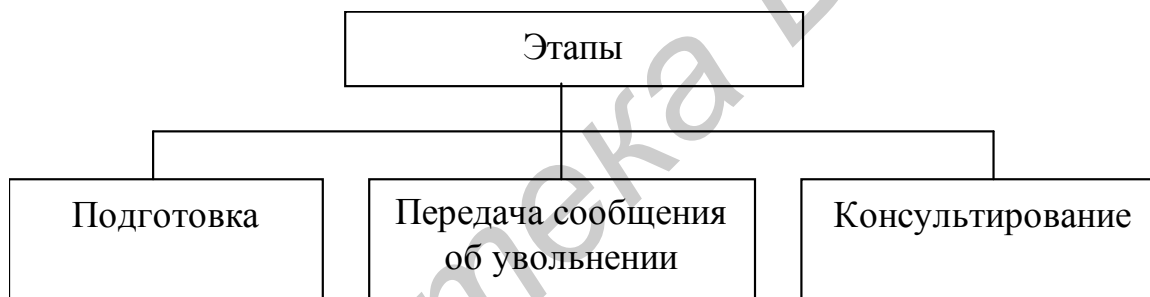 Этапы
Подготовка
Передача сообщения
об увольнении
Консультирование